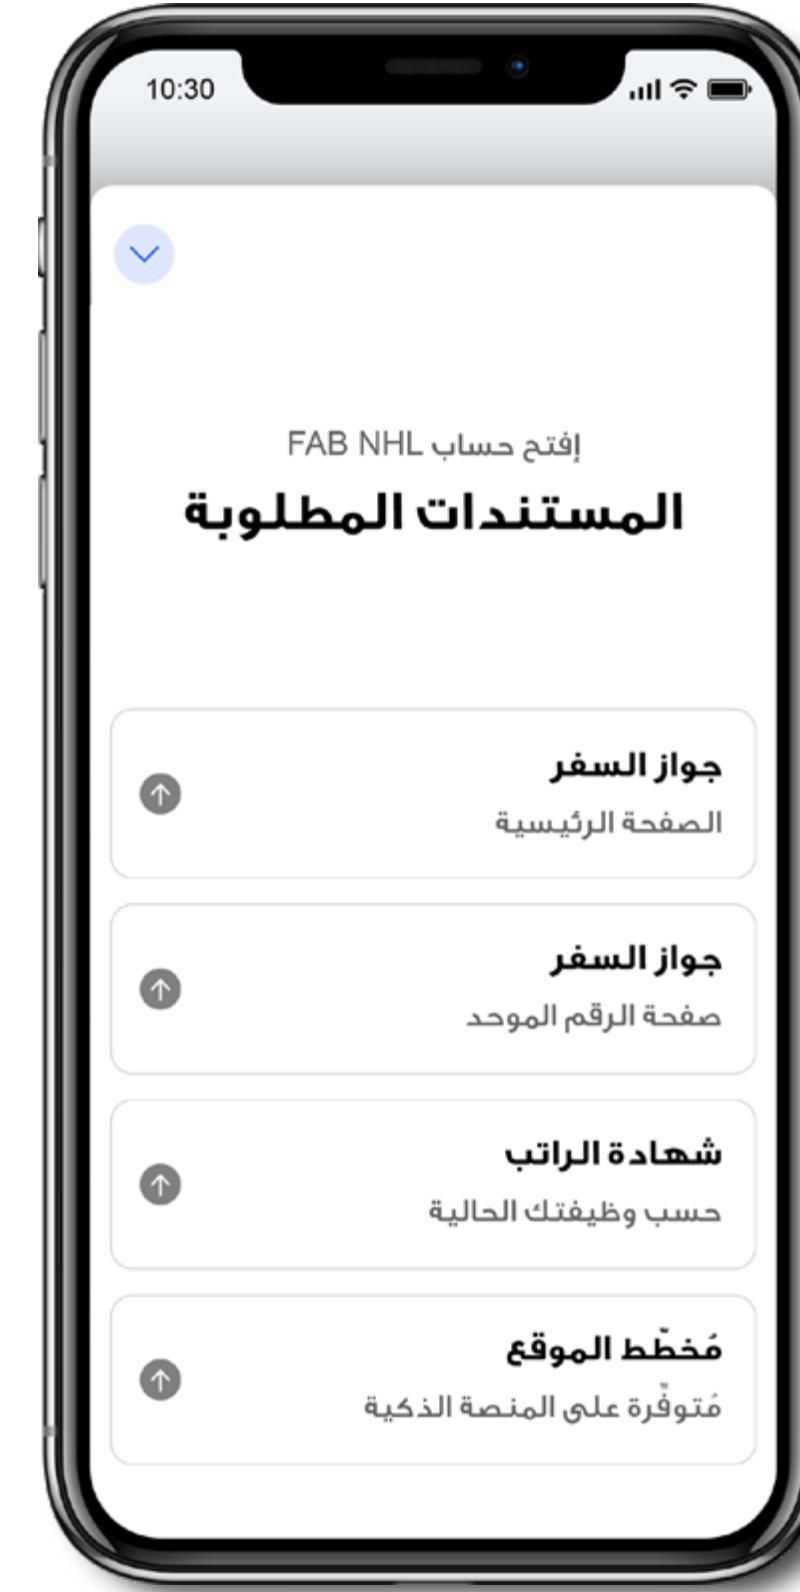 10:30
إفتح حساب FAB NHL
المستندات المطلوبة
جواز السفر
الصفحة الرئيسية
جواز السفر
صفحة الرقم الموحد
شهادة الراتب
حسب وظيفتك الحالية
مُخطّط الموقع
مُتوفّرة على المنصة الذكية